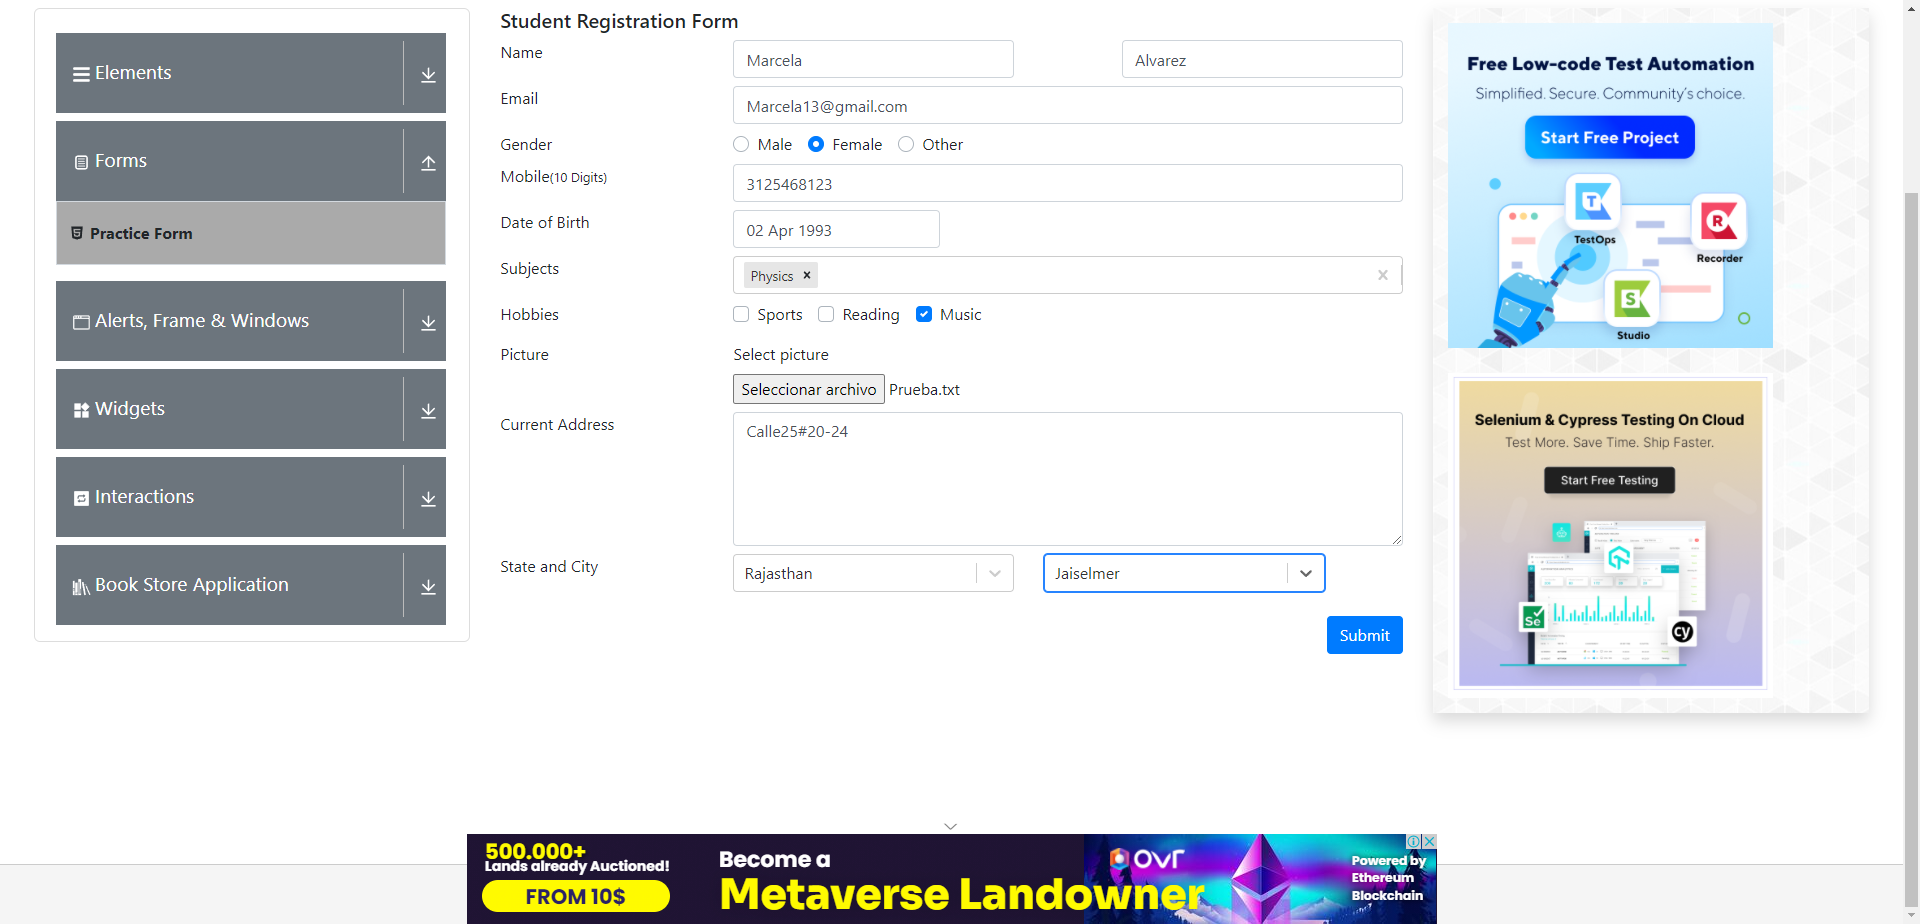 Elements
Forms
Practice Form
Alerts, Frame & Windows
Widgets
Interactions
Book Store Application
Student Registration Form
Name
Marcela
Alvarez
Email
Marcela13@gmail.com
Gender
Male Female Other
Mobile(10 Digits)
3125468123
Date of Birth
02 Apr 1993
Subjects
Physics
Hobbies
Sports Reading Music
Picture
Select picture
Seleccionar archivo Prueba.txt
Current Address
Calle25#20-24
State and City
Rajasthan
Jaiselmer
Submit
Free Low-code Test Automation
Simplified. Secure. Community's choice.
Start Free Project
T
TestOps
R
Recorder
S
Studio
Selenium & Cypress Testing On Cloud
Test More. Save Time. Ship Faster.
Start Free Testing
Se
cy
500.000+
Lands already Auctioned!
FROM 10$
Become a
Metaverse Landowner
OVR
Powered by
Ethereum
Blockchain